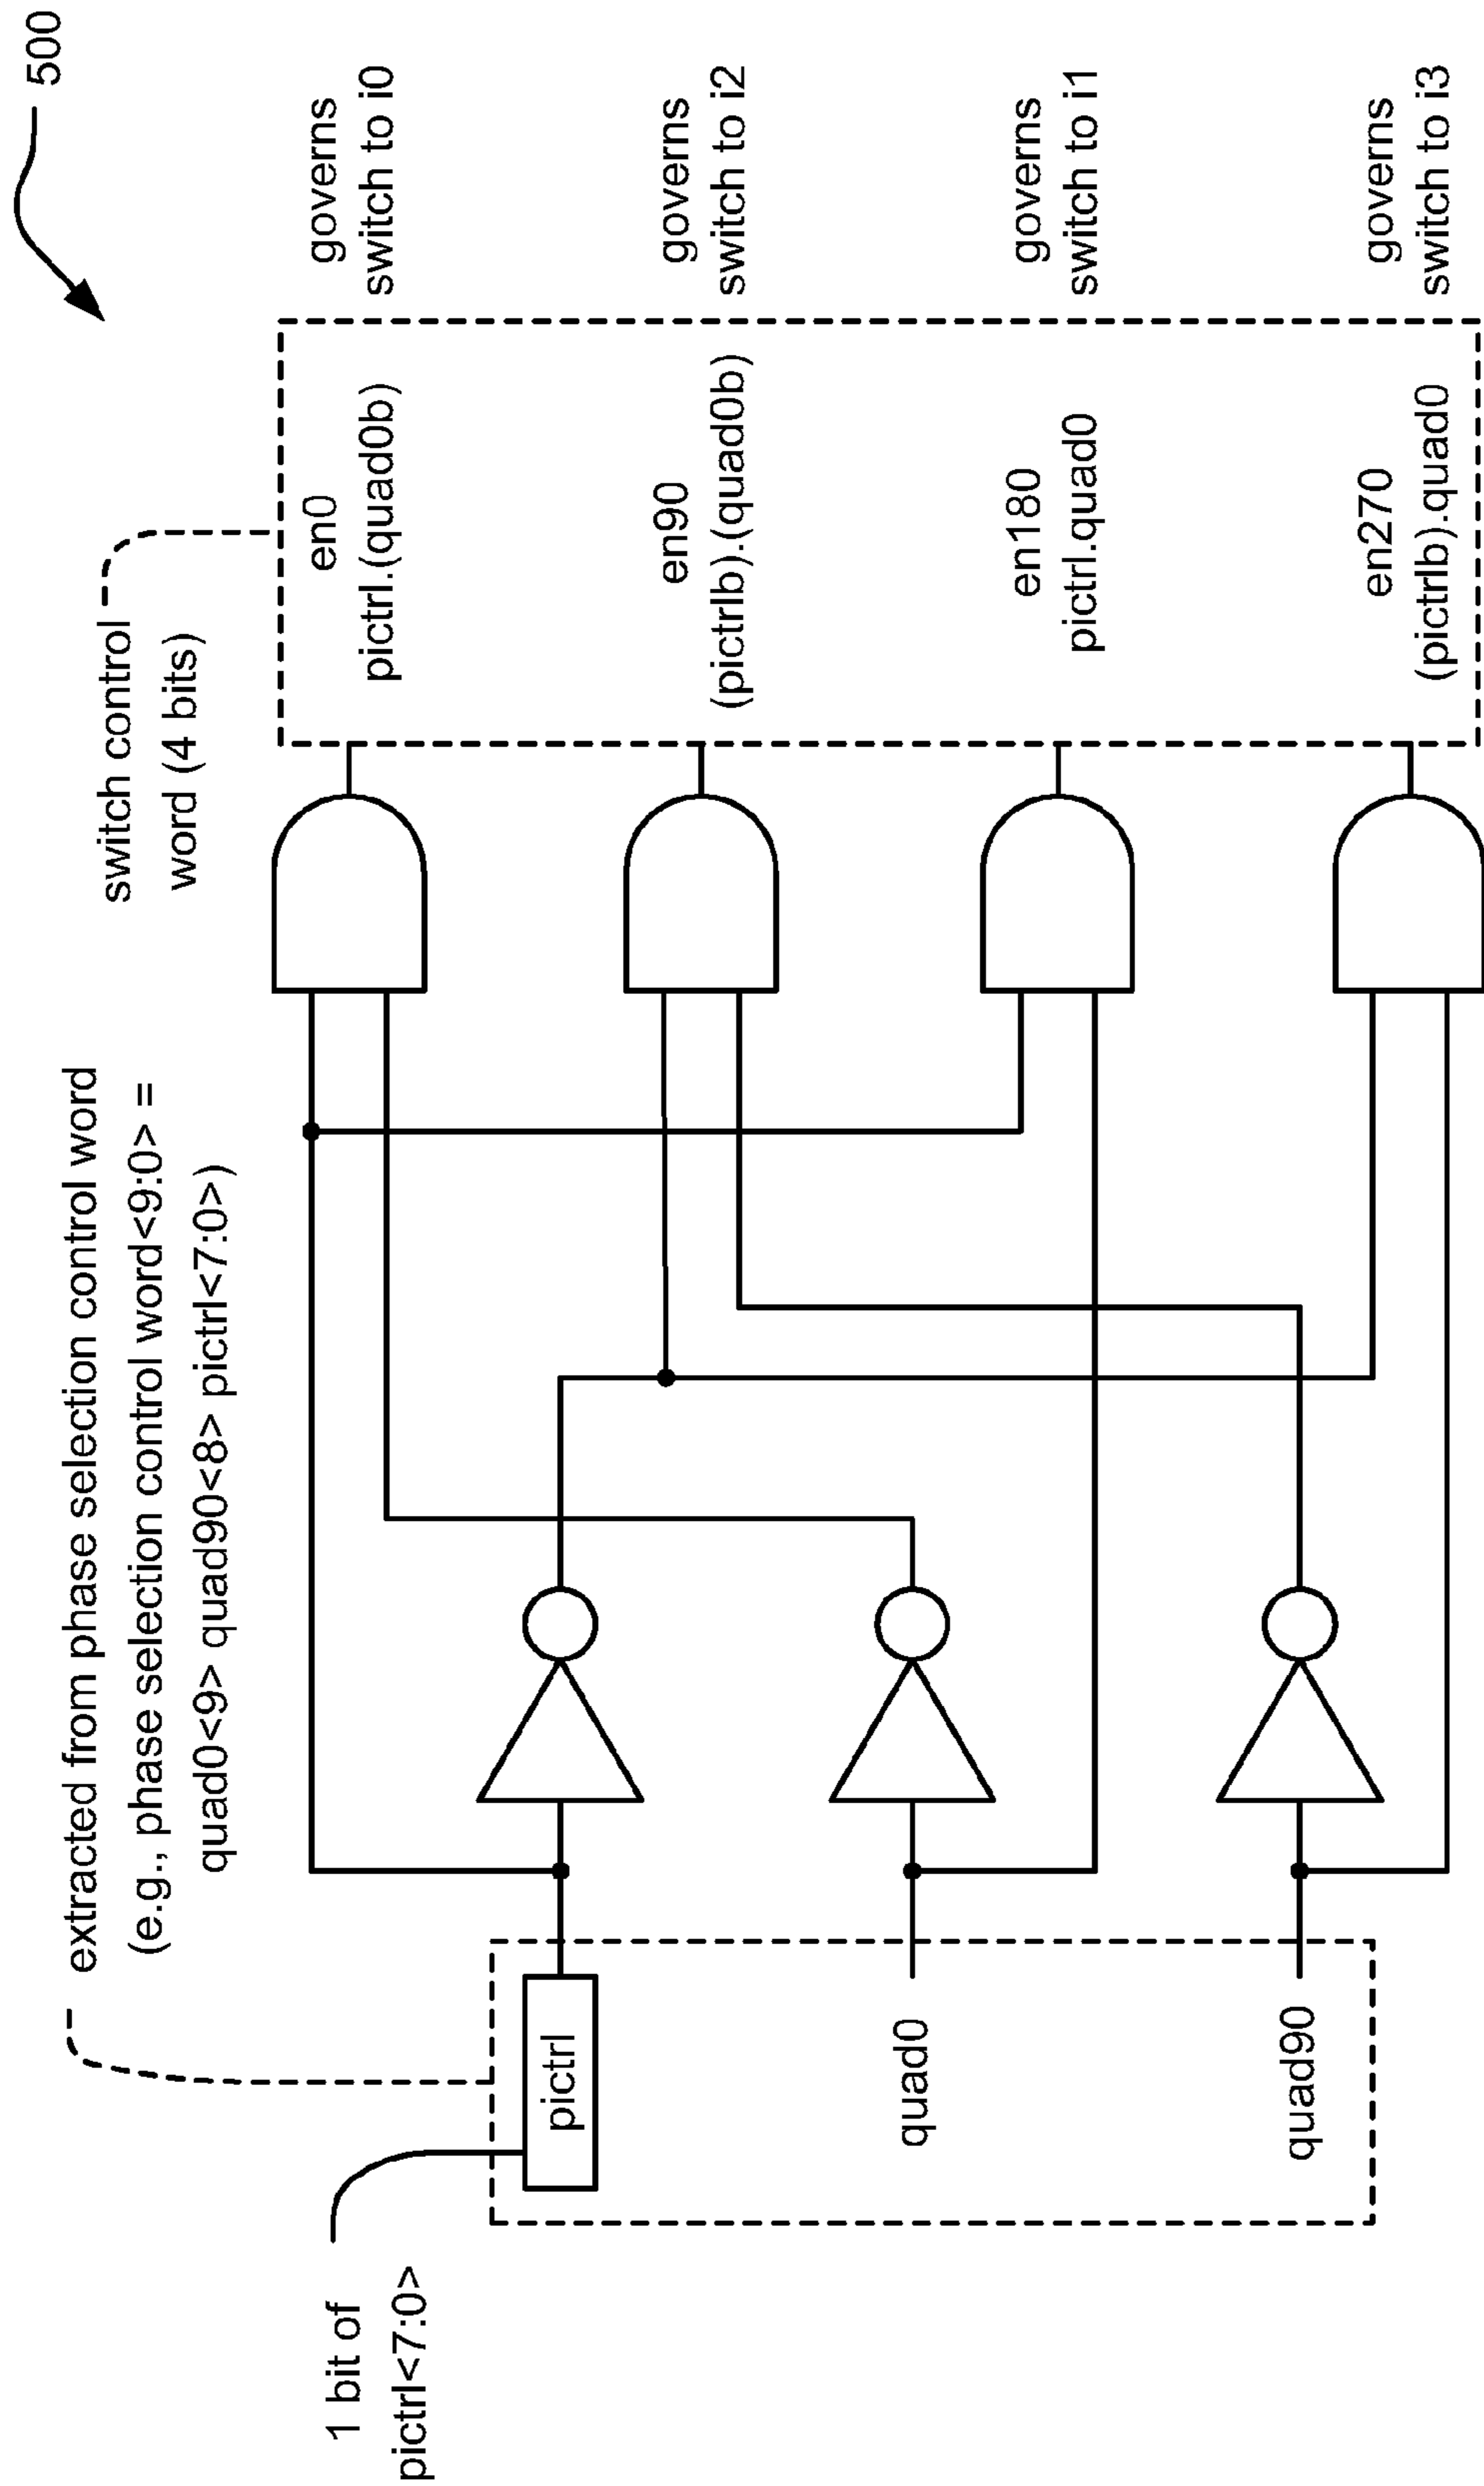 500
extracted from phase selection control word
(e.g., phase selection control word<9:0> =
quad0<9> quad90<8> pictrl<7:0>)
switch control
word (4 bits)
1 bit of
pictrl<7:0>
pictrl
quad0
quad90
en0
pictrl.(quad0b)
governs
switch to i0
en90
(pictrlb).(quad0b)
governs
switch to i2
en180
pictrl.quad0
governs
switch to i1
en270
(pictrlb).quad0
governs
switch to i3